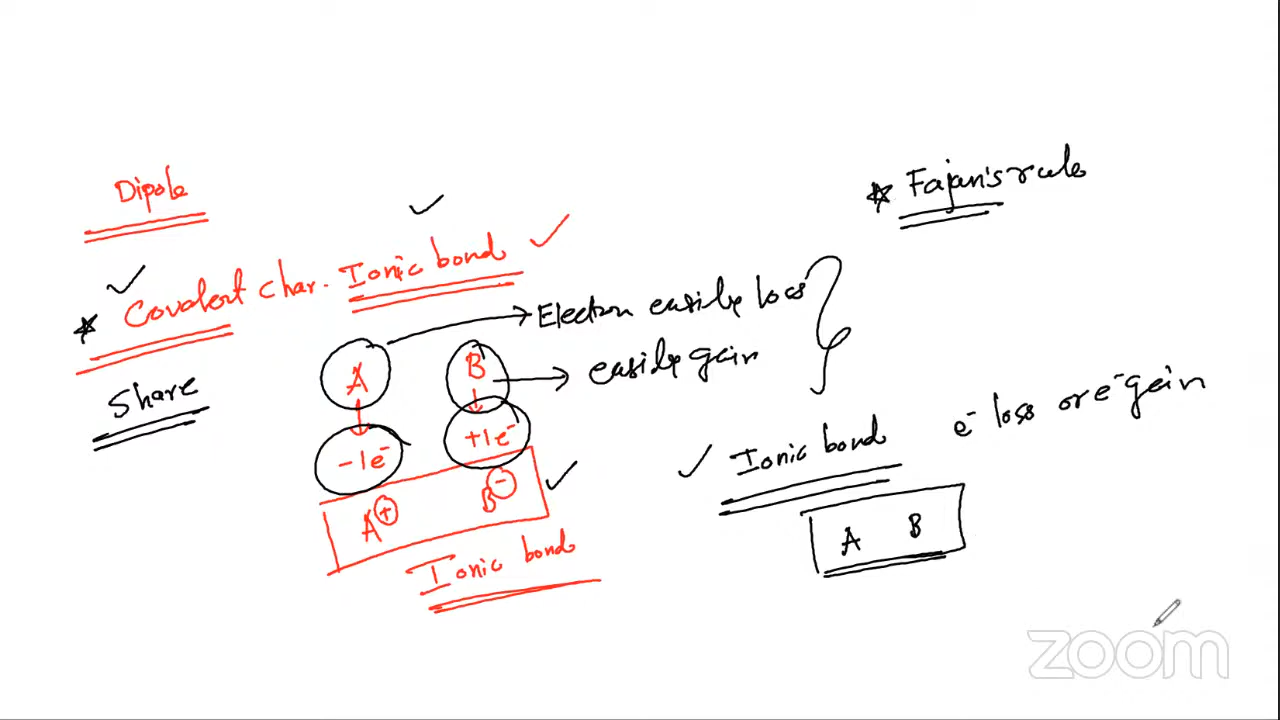 Dipole
* Fajan's rule
Covalent char. Ionic bond
Share
A → Electron easily loss
B → easily gain
-1e⁻ +1e⁻
A⁺ B⁻
Ionic bond
Ionic bond e⁻ loss or e⁻ gain
A B
zoom